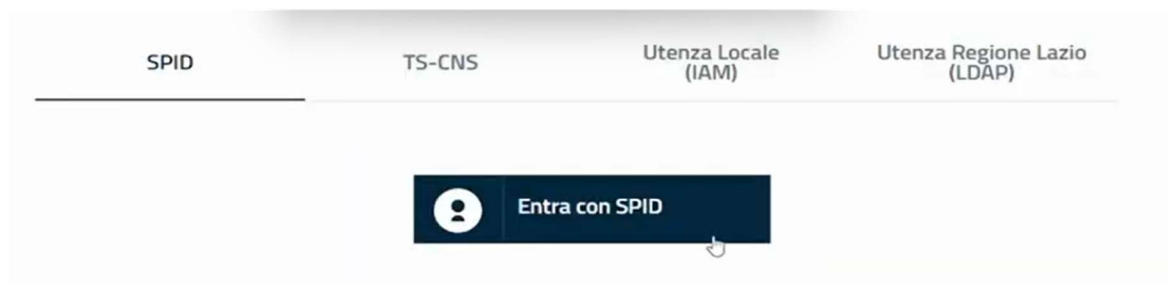 SPID
TS-CNS
Utenza Locale
(IAM)
Utenza Regione Lazio
(LDAP)
Entra con SPID